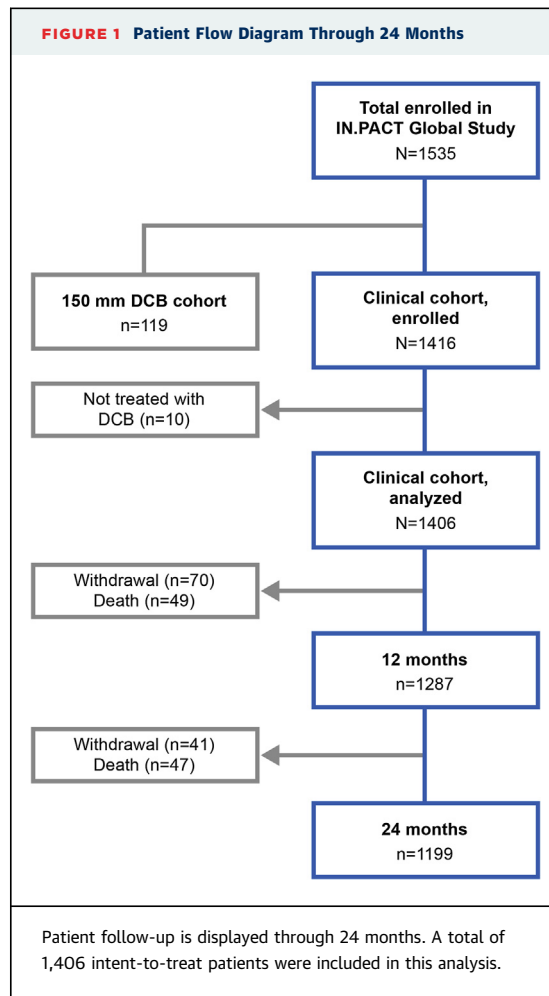 FIGURE 1 Patient Flow Diagram Through 24 Months
Total enrolled in
IN.PACT Global Study
N=1535
150 mm DCB cohort
n=119
Clinical cohort,
enrolled
N=1416
Not treated with
DCB (n=10)
Clinical cohort,
analyzed
N=1406
Withdrawal (n=70)
Death (n=49)
12 months
n=1287
Withdrawal (n=41)
Death (n=47)
24 months
n=1199
Patient follow-up is displayed through 24 months. A total of
1,406 intent-to-treat patients were included in this analysis.